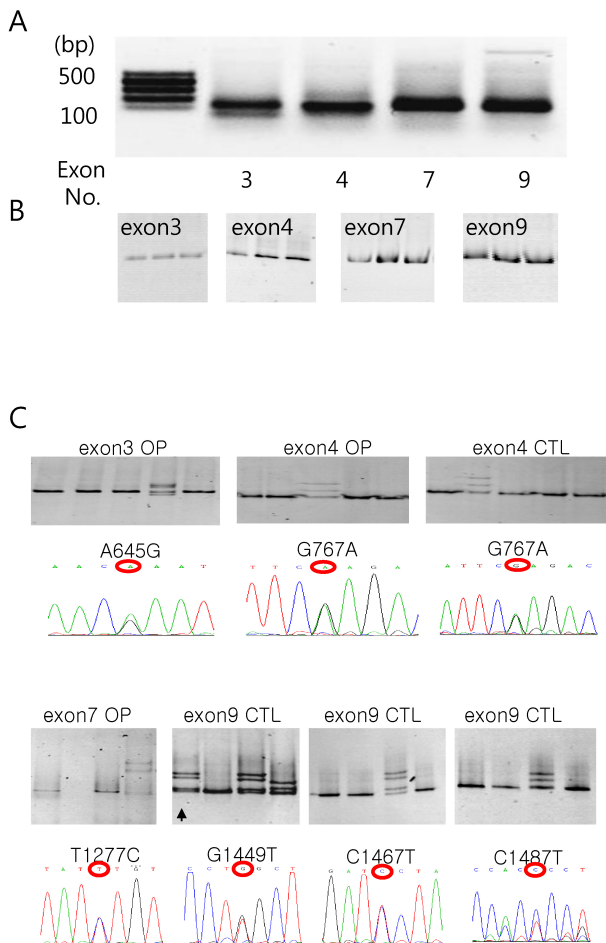 A
(bp)
500
100
Exon No. 3 4 7 9
B
exon3 exon4 exon7 exon9
C
exon3 OP exon4 OP exon4 CTL
A645G G767A G767A
A A C A A A T T T C A A G A A T T C G A G A C
exon7 OP exon9 CTL exon9 CTL exon9 CTL
T1277C G1449T C1467T C1487T
T A T T T "A" T C C T G G C T G A T C C T A C C A C C C C T